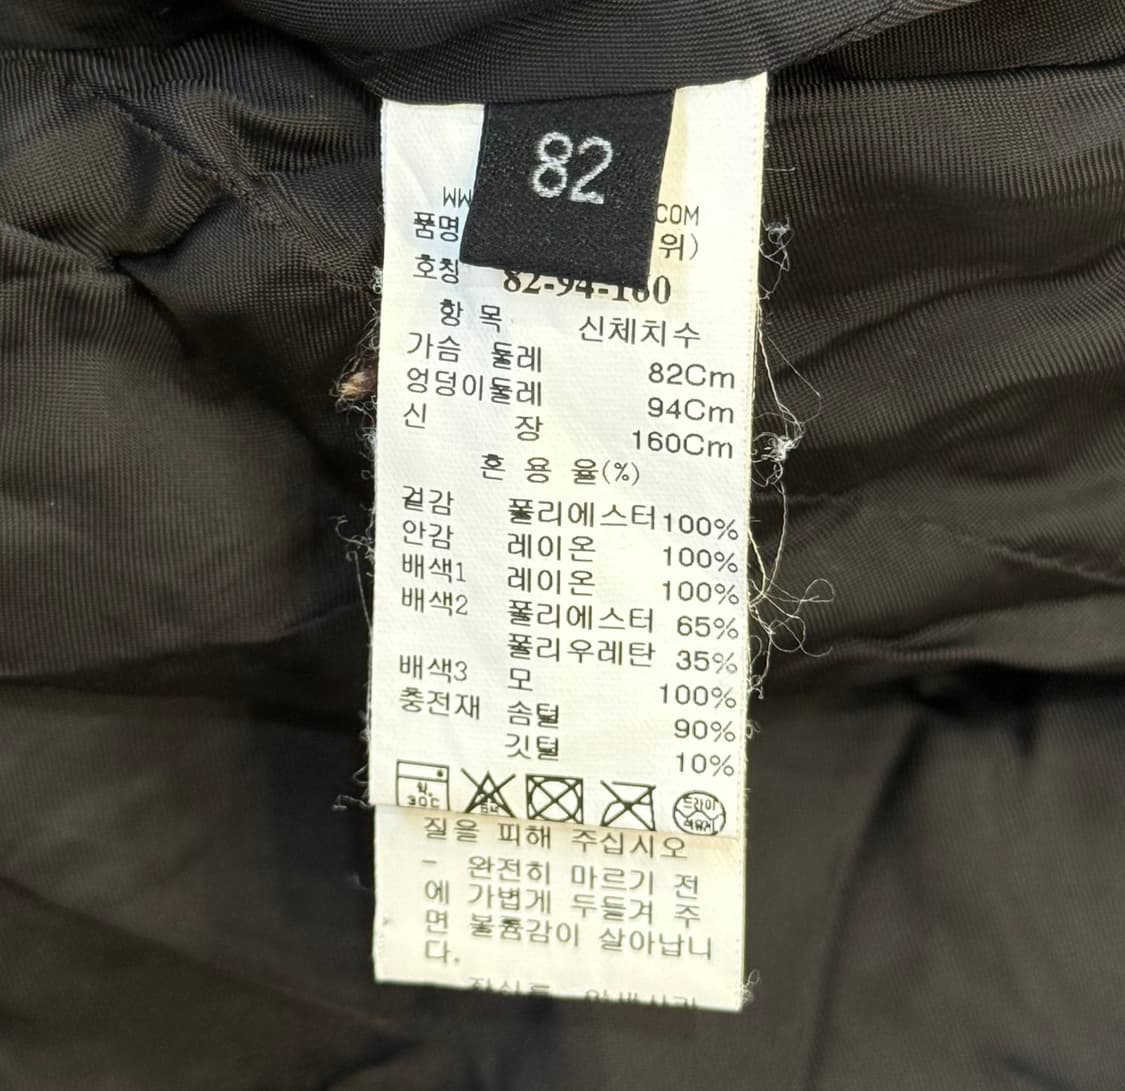 82
WW COM
품명 위)
호칭 82-94-160
항 목 신체치수
가슴 둘레 82Cm
엉덩이둘레 94Cm
신 장 160Cm
혼 용 율(%)
겉감 폴리에스터 100%
안감 레이온 100%
배색1 레이온 100%
배색2 폴리에스터 65%
폴리우레탄 35%
배색3 모 100%
충전재 솜털 90%
깃털 10%
30℃ 드라이
질을 피해 주십시오
- 완전히 마르기 전
에 가볍게 두들겨 주
면 볼륨감이 살아납니
다.